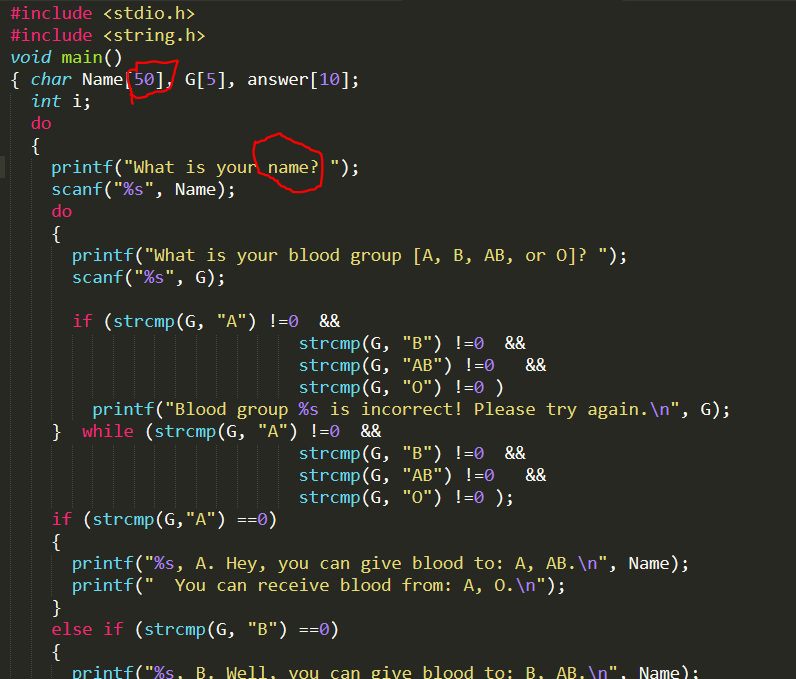 #include <stdio.h>
#include <string.h>
void main()
{ char Name[50], G[5], answer[10];
int i;
do
{
printf("What is your name? ");
scanf("%s", Name);
do
{
printf("What is your blood group [A, B, AB, or O]? ");
scanf("%s", G);
if (strcmp(G, "A") !=0 &&
strcmp(G, "B") !=0 &&
strcmp(G, "AB") !=0 &&
strcmp(G, "O") !=0 )
printf("Blood group %s is incorrect! Please try again.\n", G);
} while (strcmp(G, "A") !=0 &&
strcmp(G, "B") !=0 &&
strcmp(G, "AB") !=0 &&
strcmp(G, "O") !=0 );
if (strcmp(G,"A") ==0)
{
printf("%s, A. Hey, you can give blood to: A, AB.\n", Name);
printf("  You can receive blood from: A, O.\n");
}
else if (strcmp(G, "B") ==0)
{
printf("%s, B. Well, you can give blood to: B, AB.\n", Name);